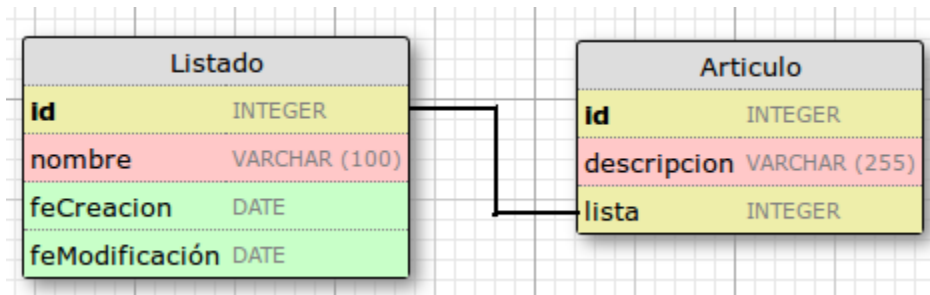 Listado
id INTEGER
nombre VARCHAR (100)
feCreacion DATE
feModificación DATE
Articulo
id INTEGER
descripcion VARCHAR (255)
lista INTEGER